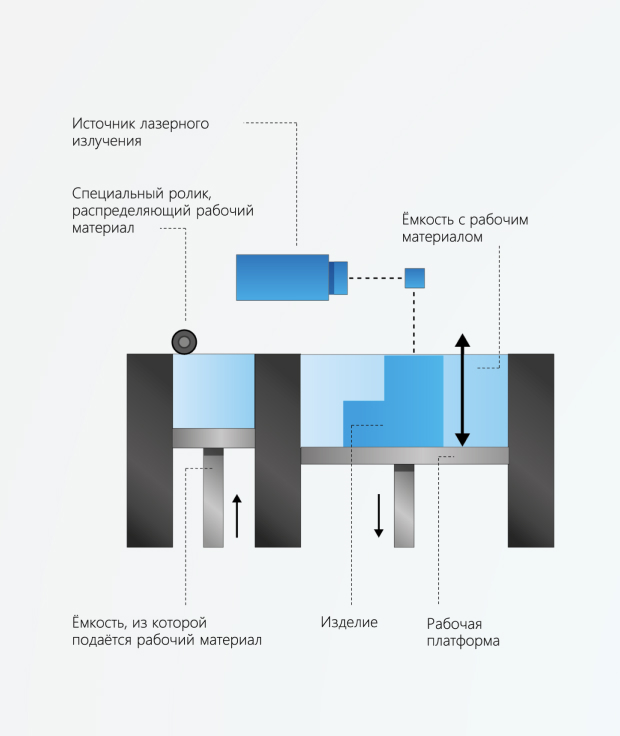 Источник лазерного
излучения
Специальный ролик,
распределяющий рабочий
материал
Ёмкость с рабочим
материалом
Ёмкость, из которой
подаётся рабочий материал
Изделие
Рабочая
платформа